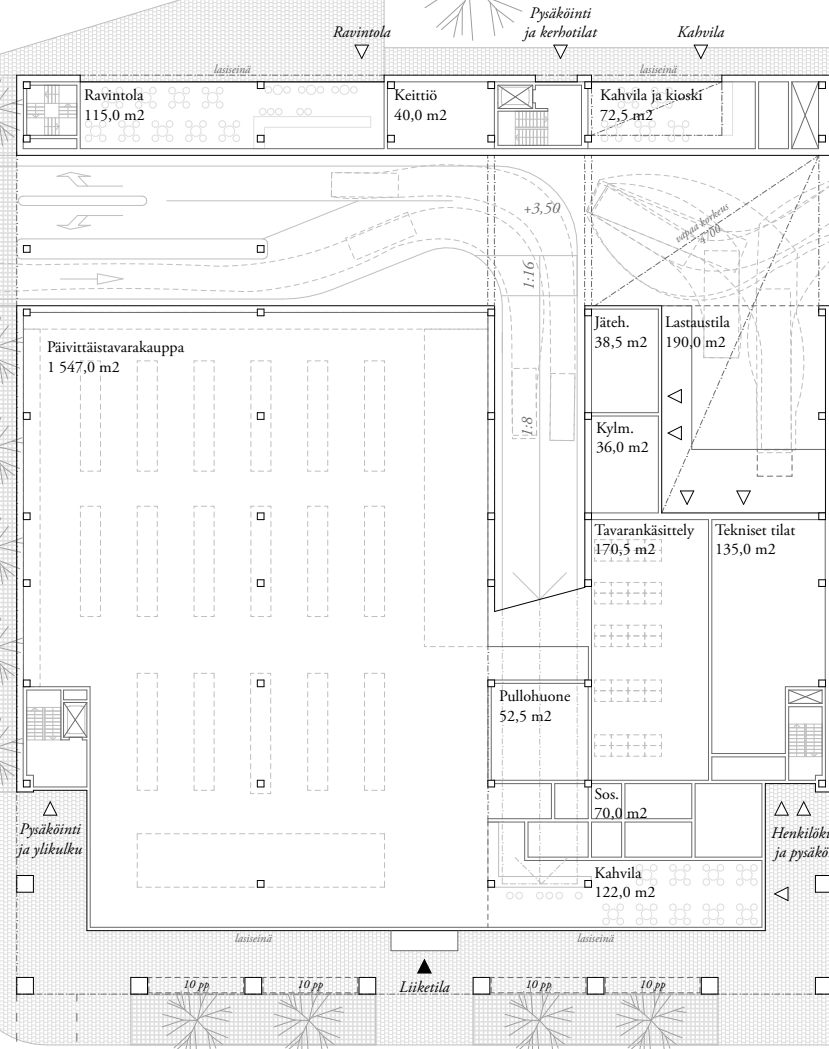 Pysäköinti
ja kerhotilat
Ravintola
Kahvila
lasiseinä
lasiseinä
Ravintola
115,0 m2
Keittiö
40,0 m2
Kahvila ja kioski
72,5 m2
+3,50
vapaa korkeus
4700
1:16
Jäteh.
38,5 m2
Lastaustila
190,0 m2
Päivittäistavarakauppa
1 547,0 m2
1:8
Kylm.
36,0 m2
Tavarankäsittely
170,5 m2
Tekniset tilat
135,0 m2
Pullohuone
52,5 m2
Sos.
70,0 m2
Pysäköinti
ja ylikulku
Henkilöki
ja pysäkö
Kahvila
122,0 m2
lasiseinä
lasiseinä
10 pp
10 pp
Liiketila
10 pp
10 pp